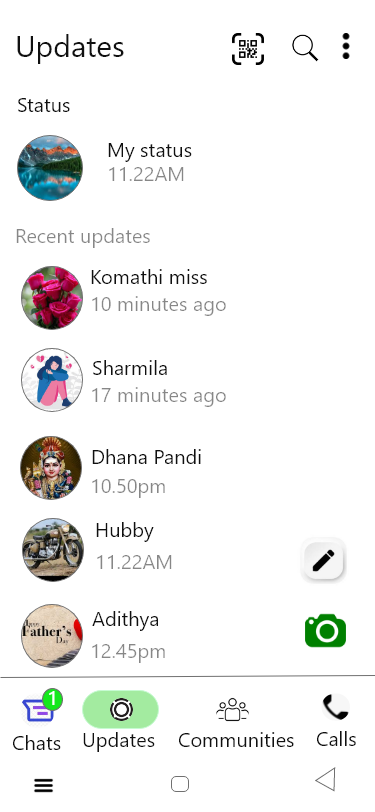 Updates
Status
My status
11.22AM
Recent updates
Komathi miss
10 minutes ago
Sharmila
17 minutes ago
Dhana Pandi
10.50pm
Hubby
11.22AM
Adithya
Father's
Day
12.45pm
1
Chats
Updates
Communities
Calls